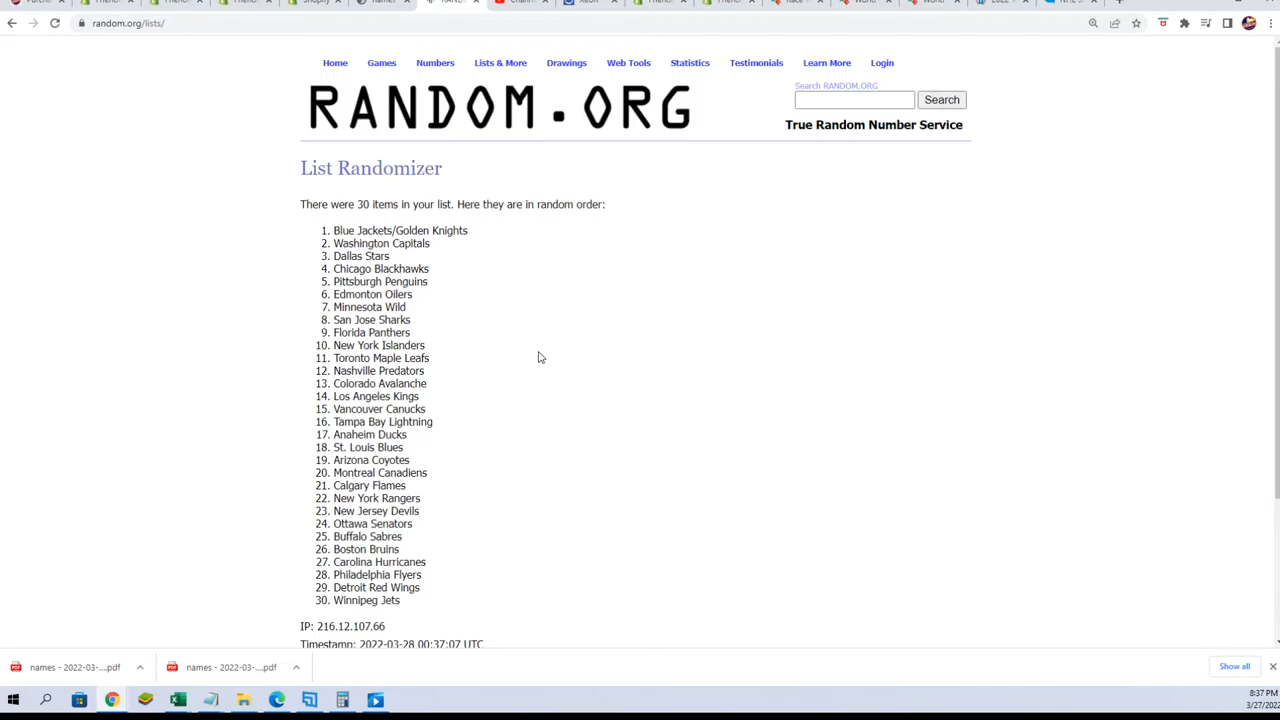 random.org/lists/
Home Games Numbers Lists & More Drawings Web Tools Statistics Testimonials Learn More Login
RANDOM.ORG
Search RANDOM.ORG
Search
True Random Number Service
List Randomizer
There were 30 items in your list. Here they are in random order:
1. Blue Jackets/Golden Knights
2. Washington Capitals
3. Dallas Stars
4. Chicago Blackhawks
5. Pittsburgh Penguins
6. Edmonton Oilers
7. Minnesota Wild
8. San Jose Sharks
9. Florida Panthers
10. New York Islanders
11. Toronto Maple Leafs
12. Nashville Predators
13. Colorado Avalanche
14. Los Angeles Kings
15. Vancouver Canucks
16. Tampa Bay Lightning
17. Anaheim Ducks
18. St. Louis Blues
19. Arizona Coyotes
20. Montreal Canadiens
21. Calgary Flames
22. New York Rangers
23. New Jersey Devils
24. Ottawa Senators
25. Buffalo Sabres
26. Boston Bruins
27. Carolina Hurricanes
28. Philadelphia Flyers
29. Detroit Red Wings
30. Winnipeg Jets
IP: 216.12.107.66
Timestamp: 2022-03-28 00:37:07 UTC
names - 2022-03-....pdf names - 2022-03-....pdf Show all
8:37 PM
3/27/2022